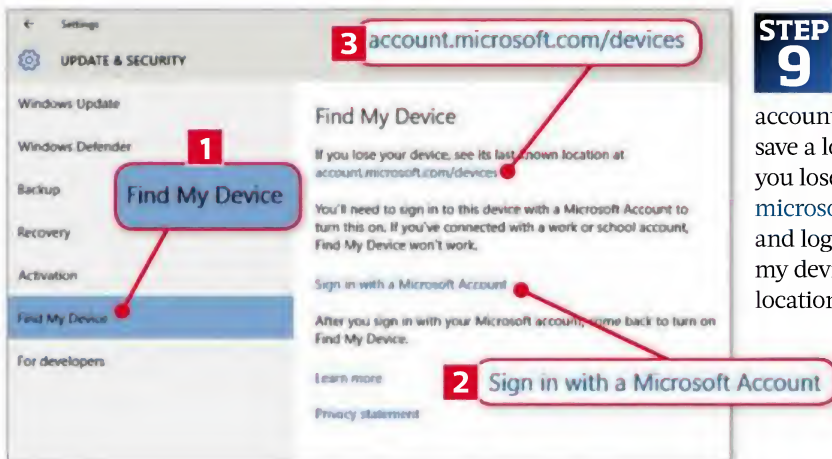 ← Settings
UPDATE & SECURITY
Windows Update
Windows Defender
Backup
Recovery
Activation
Find My Device
For developers
1
Find My Device
3
account.microsoft.com/devices
Find My Device
If you lose your device, see its last known location at
account.microsoft.com/devices
You'll need to sign in to this device with a Microsoft Account to
turn this on. If you've connected with a work or school account,
Find My Device won't work.
Sign in with a Microsoft Account
After you sign in with your Microsoft account, come back to turn on
Find My Device.
Learn more
Privacy statement
2
Sign in with a Microsoft Account
STEP
9
account
save a lo
you lose
microso
and log
my devi
location